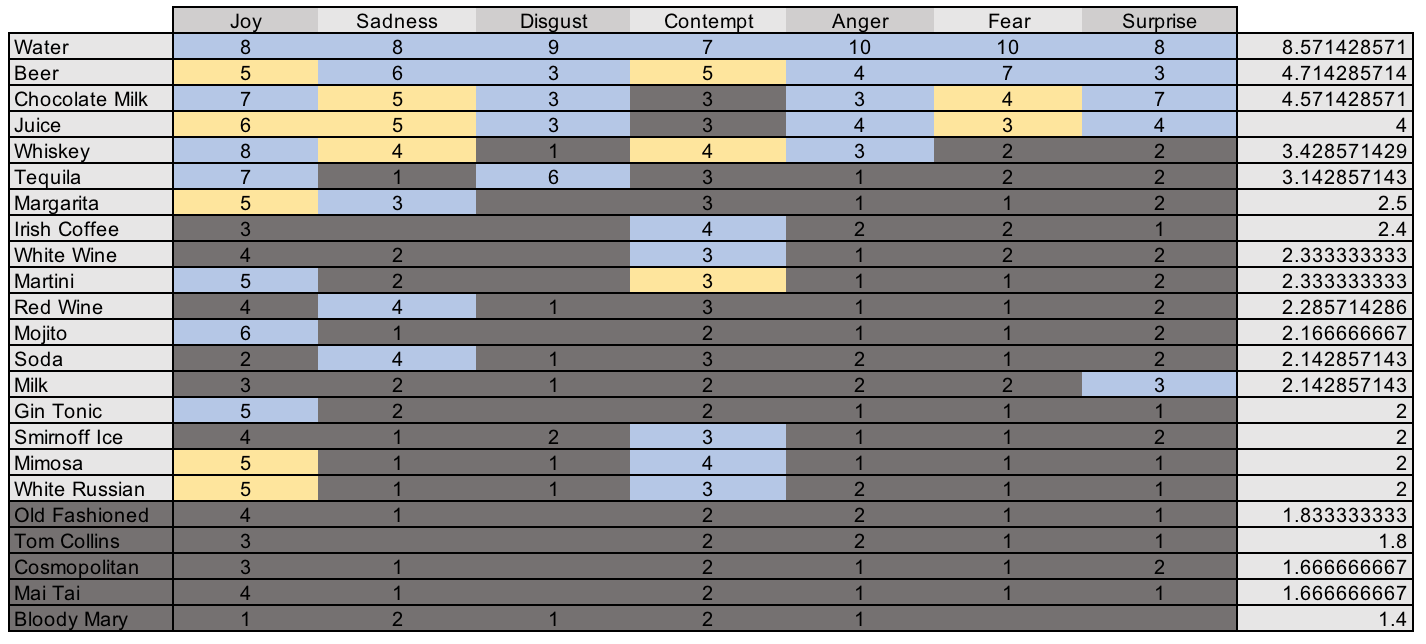 Joy Sadness Disgust Contempt Anger Fear Surprise
Water 8 8 9 7 10 10 8 8.571428571
Beer 5 6 3 5 4 7 3 4.714285714
Chocolate Milk 7 5 3 3 3 4 7 4.571428571
Juice 6 5 3 3 4 3 4 4
Whiskey 8 4 1 4 3 2 2 3.428571429
Tequila 7 1 6 3 1 2 2 3.142857143
Margarita 5 3 3 1 1 2 2.5
Irish Coffee 3 4 2 2 1 2.4
White Wine 4 2 3 1 2 2 2.333333333
Martini 5 2 3 1 1 2 2.333333333
Red Wine 4 4 1 3 1 1 2 2.285714286
Mojito 6 1 2 1 1 2 2.166666667
Soda 2 4 1 3 2 1 2 2.142857143
Milk 3 2 1 2 2 2 3 2.142857143
Gin Tonic 5 2 2 1 1 1 2
Smirnoff Ice 4 1 2 3 1 1 2 2
Mimosa 5 1 1 4 1 1 1 2
White Russian 5 1 1 3 2 1 1 2
Old Fashioned 4 1 2 2 1 1 1.833333333
Tom Collins 3 2 2 1 1 1.8
Cosmopolitan 3 1 2 1 1 2 1.666666667
Mai Tai 4 1 2 1 1 1 1.666666667
Bloody Mary 1 2 1 2 1 1.4